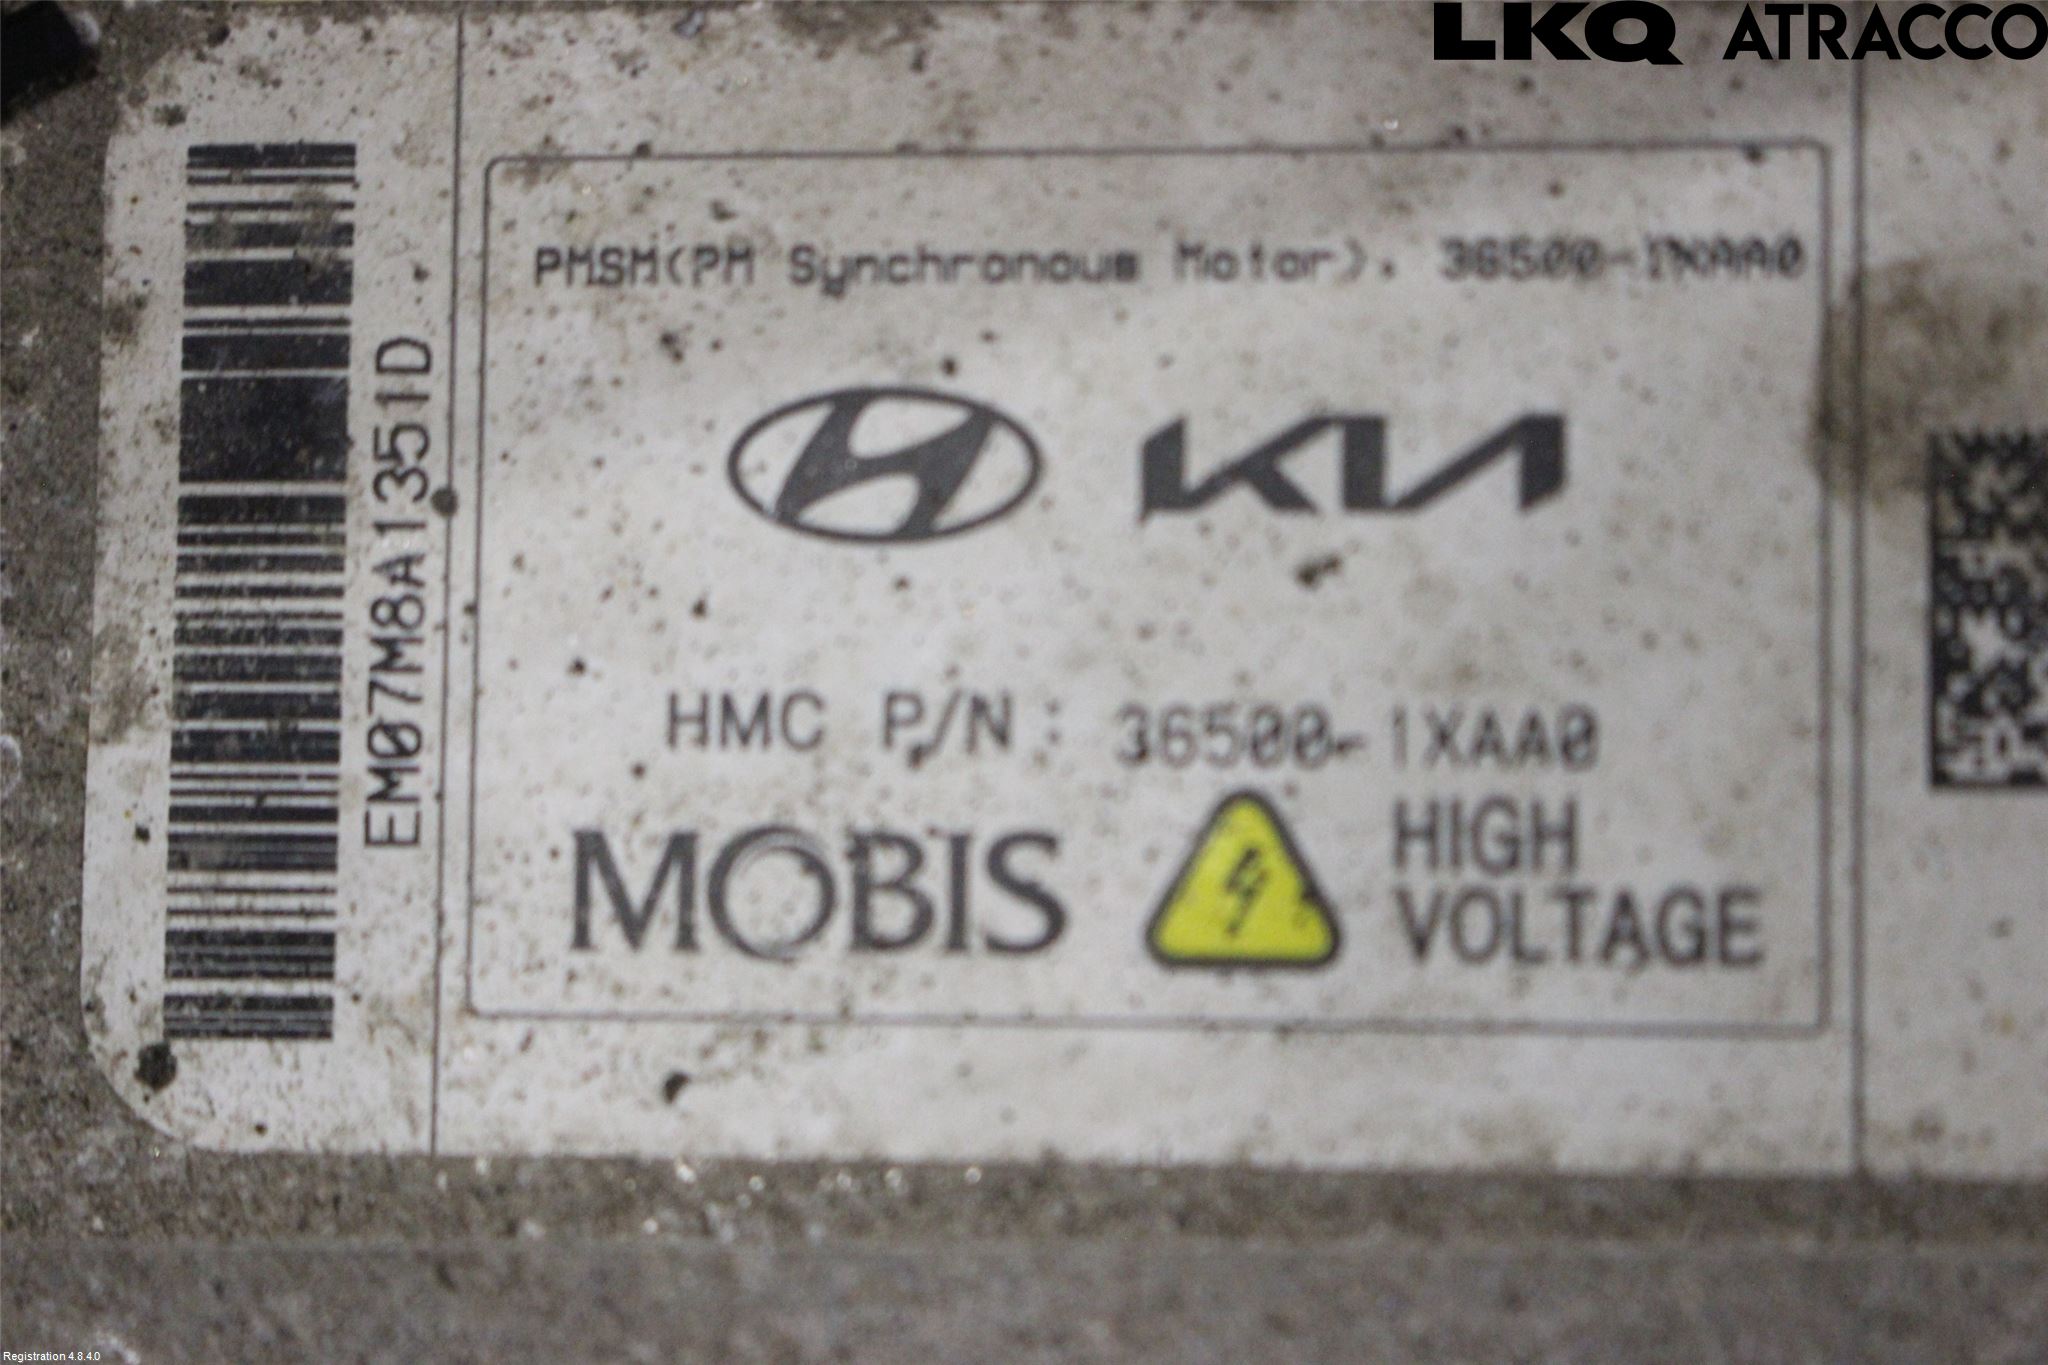 LKQ ATRACCO
EM07M8A1351D
PMSM(PM Synchronous Motor). 36500-1XAA0
KIA
HMC P/N: 36500-1XAA0
MOBIS
HIGH
VOLTAGE
Registration 4.8.4.0